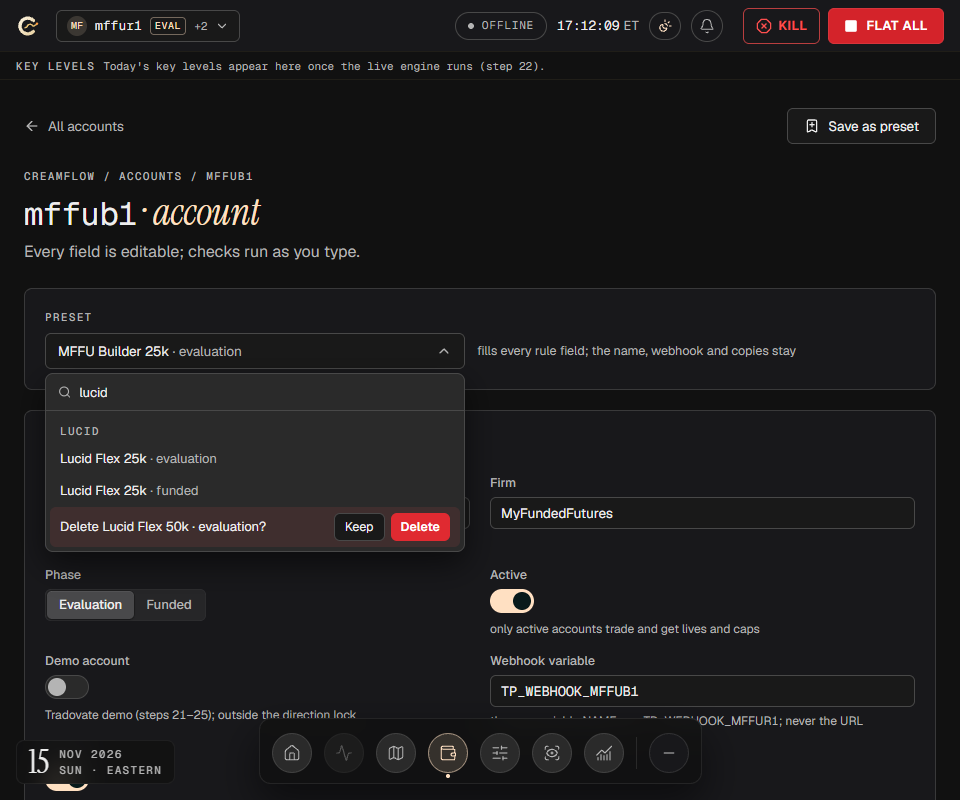 MF mffur1 EVAL +2
OFFLINE
17:12:09 ET
KILL
FLAT ALL
KEY LEVELS Today's key levels appear here once the live engine runs (step 22).
All accounts
Save as preset
CREAMFLOW / ACCOUNTS / MFFUB1
mffub1·account
Every field is editable; checks run as you type.
PRESET
MFFU Builder 25k · evaluation
fills every rule field; the name, webhook and copies stay
lucid
LUCID
Lucid Flex 25k · evaluation
Lucid Flex 25k · funded
Delete Lucid Flex 50k · evaluation?
Keep
Delete
Firm
MyFundedFutures
Phase
Evaluation
Funded
Active
only active accounts trade and get lives and caps
Demo account
Tradovate demo (steps 21–25); outside the direction lock
Webhook variable
TP_WEBHOOK_MFFUB1
TP_WEBHOOK_MFFUR1; never the URL
15
NOV 2026
SUN · EASTERN